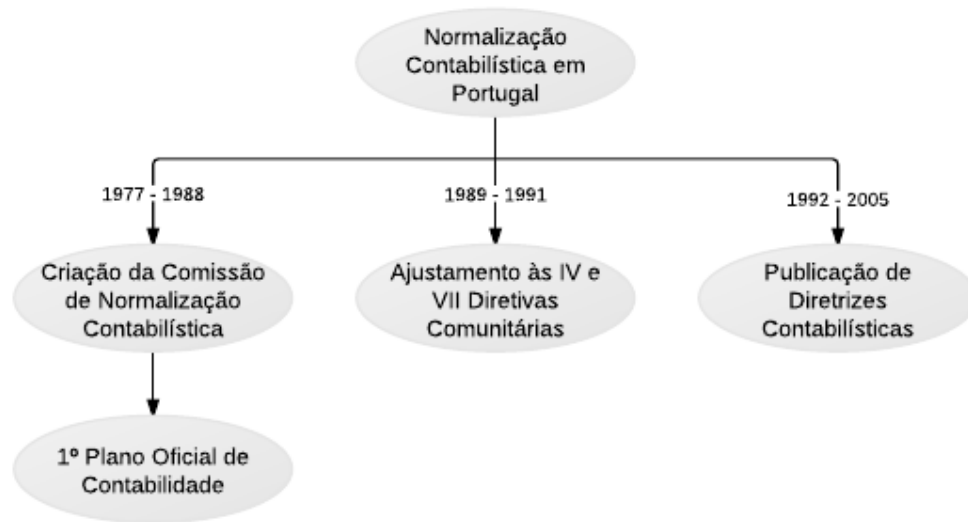 Normalização
Contabilística em
Portugal
1977 - 1988
1989 - 1991
1992 - 2005
Criação da Comissão
de Normalização
Contabilística
Ajustamento às IV e
VII Diretivas
Comunitárias
Publicação de
Diretrizes
Contabilísticas
1º Plano Oficial de
Contabilidade